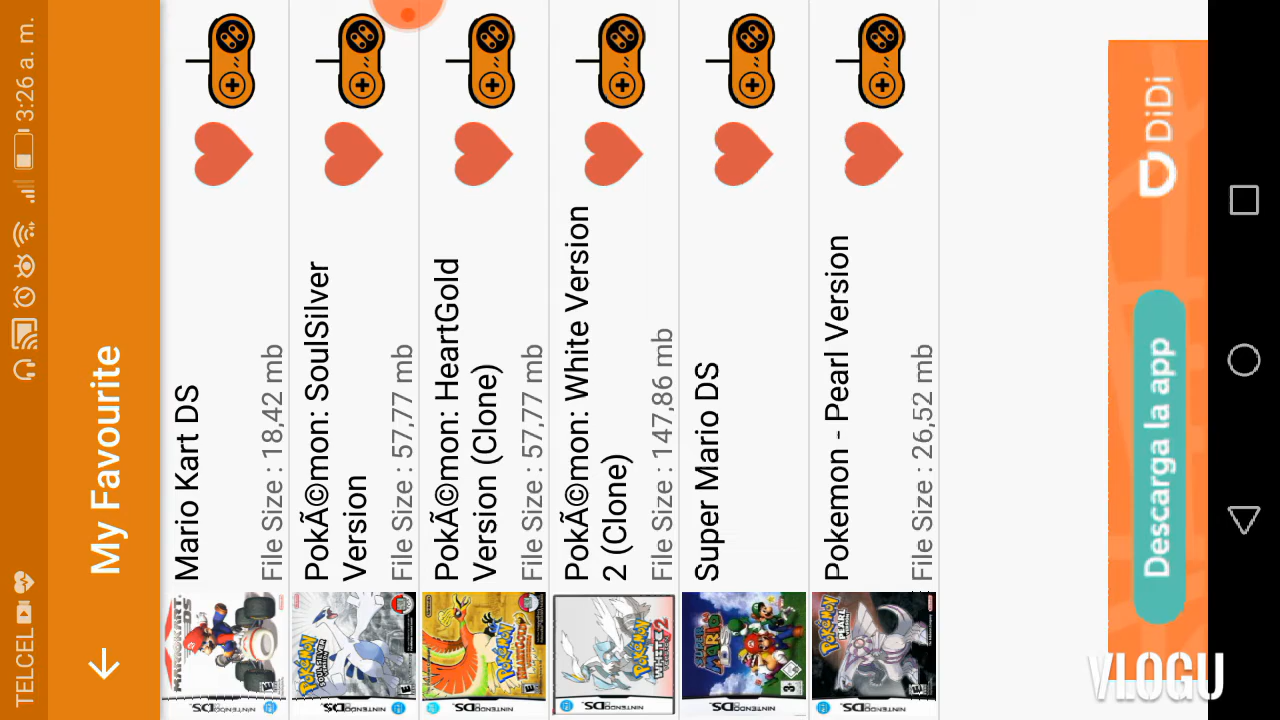 TELCEL 3:26 a. m.
My Favourite
Mario Kart DS
File Size : 18,42 mb
PokÃ©mon: SoulSilver
Version
File Size : 57,77 mb
PokÃ©mon: HeartGold
Version (Clone)
File Size : 57,77 mb
PokÃ©mon: White Version
2 (Clone)
File Size : 147,86 mb
Super Mario DS
Pokemon - Pearl Version
File Size : 26,52 mb
Descarga la app
DiDi
VLOGU